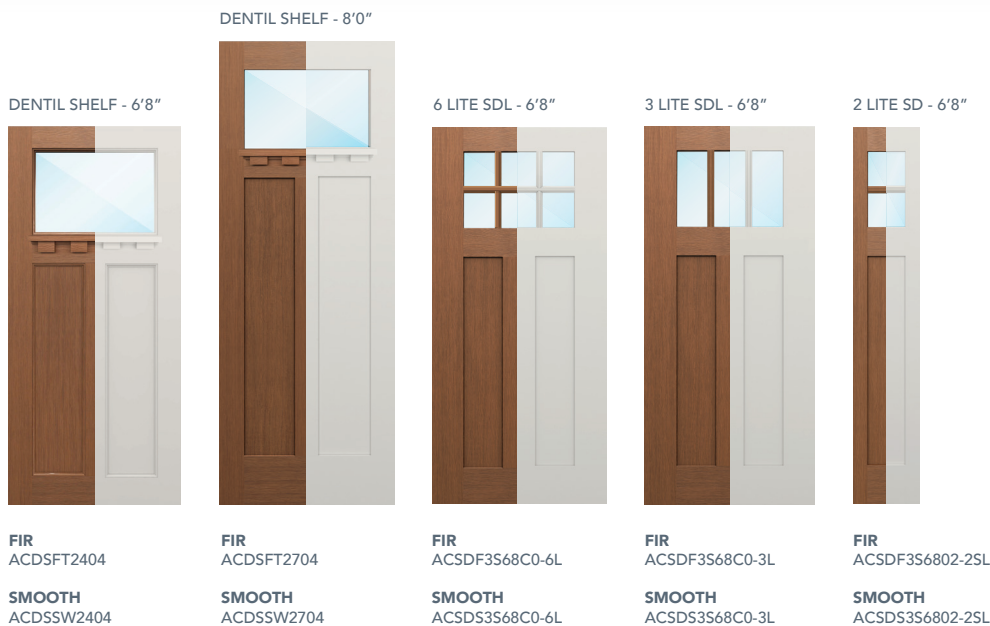 DENTIL SHELF - 8’0”
DENTIL SHELF - 6’8”
6 LITE SDL - 6’8”
3 LITE SDL - 6’8”
2 LITE SD - 6’8”
FIR
ACDSFT2404
SMOOTH
ACDSSW2404
FIR
ACDSFT2704
SMOOTH
ACDSSW2704
FIR
ACSDF3S68C0-6L
SMOOTH
ACSDS3S68C0-6L
FIR
ACSDF3S68C0-3L
SMOOTH
ACSDS3S68C0-3L
FIR
ACSDF3S6802-2SL
SMOOTH
ACSDS3S6802-2SL